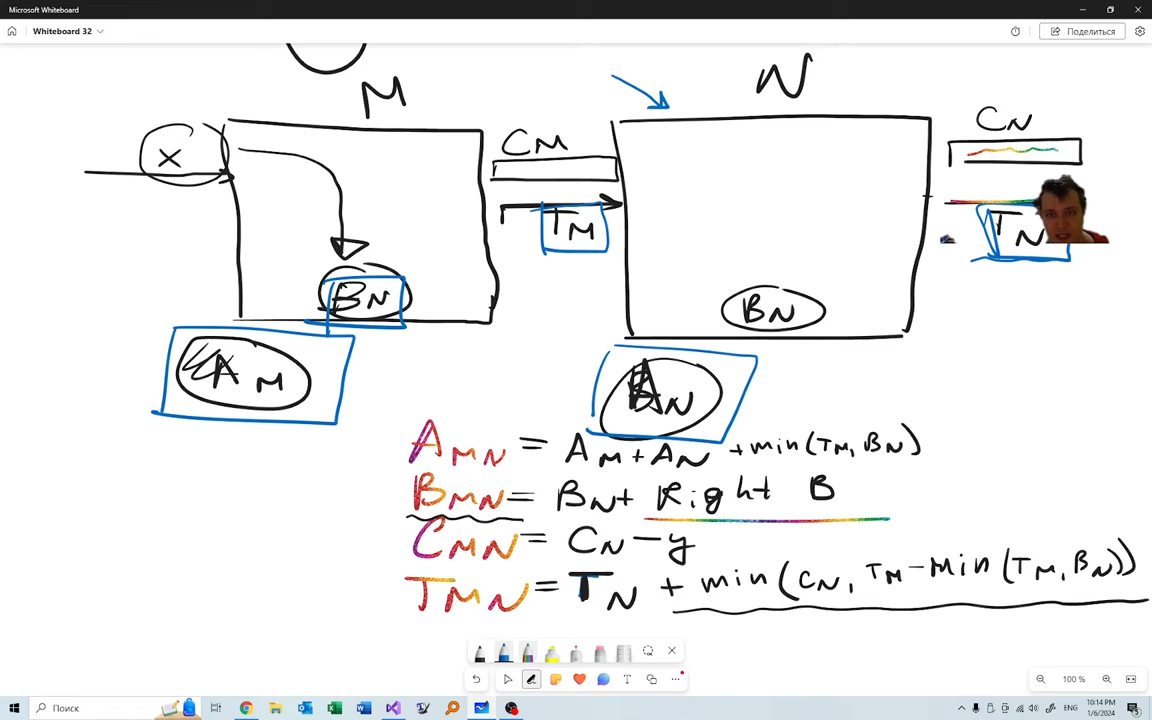 Microsoft Whiteboard
Whiteboard 32
Поделиться
M
N
X
CM
CN
TM
TN
BN
BN
AM
AN
AMN = AM + AN + min(TM, BN)
BMN = BN + Right B
CMN = CN - y
TMN = TN + min(CN, TM - Min(TM, BN))
100 %
Поиск
ENG
10:14 PM
1/6/2024
5